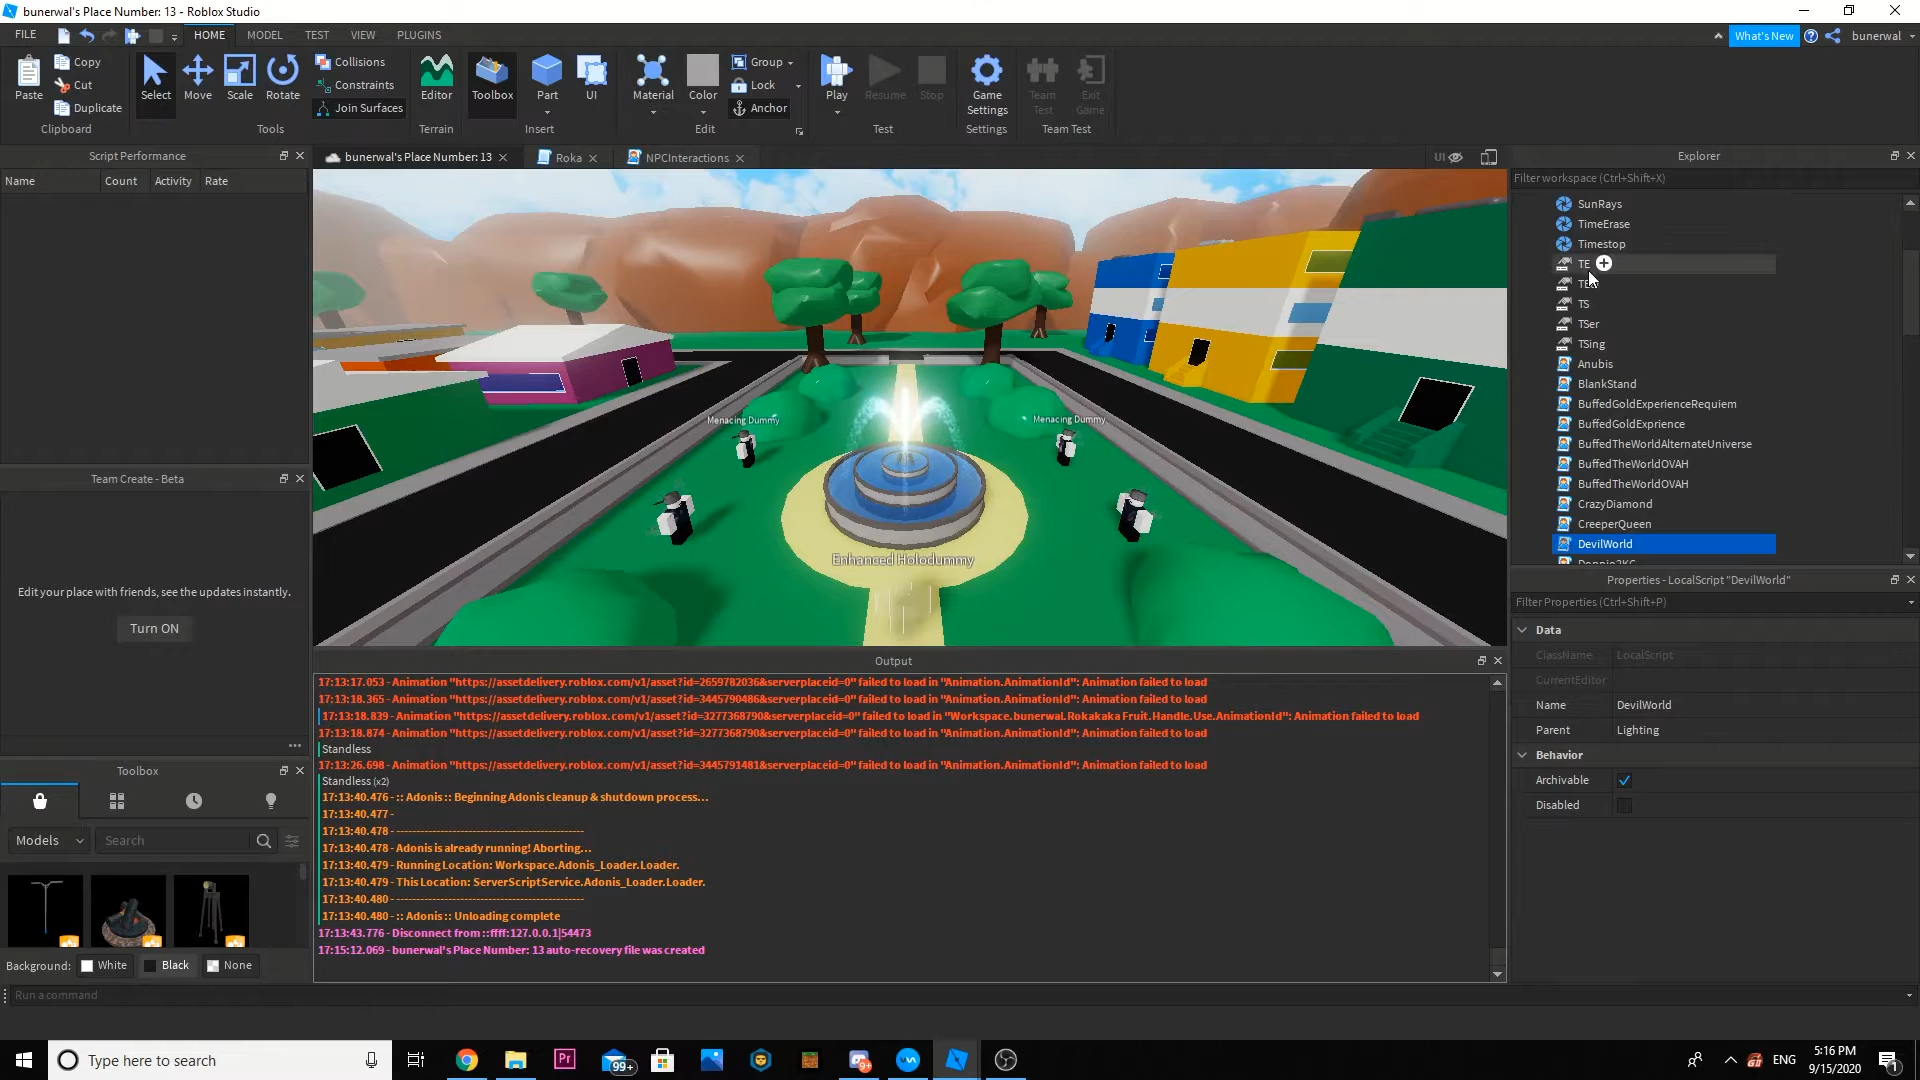 bunerwal's Place Number: 13 - Roblox Studio
FILE
HOME
MODEL
TEST
VIEW
PLUGINS
What's New
bunerwal
Paste
Copy
Cut
Duplicate
Clipboard
Select
Move
Scale
Rotate
Collisions
Constraints
Join Surfaces
Tools
Editor
Terrain
Toolbox
Part
UI
Insert
Material
Color
Group
Lock
Anchor
Edit
Play
Resume
Stop
Test
Game
Settings
Settings
Team
Test
Exit
Game
Team Test
Script Performance
Name Count Activity Rate
bunerwal's Place Number: 13
Roka
NPCInteractions
UI
Menacing Dummy
Menacing Dummy
Enhanced Holodummy
Explorer
Filter workspace (Ctrl+Shift+X)
SunRays
TimeErase
Timestop
TE
TS
TSer
TSing
Anubis
BlankStand
BuffedGoldExperienceRequiem
BuffedGoldExprience
BuffedTheWorldAlternateUniverse
BuffedTheWorldOVAH
BuffedTheWorldOVAH
CrazyDiamond
CreeperQueen
DevilWorld
Team Create - Beta
Edit your place with friends, see the updates instantly.
Turn ON
Toolbox
Models
Search
Background:
White
Black
None
Output
17:13:17.053 - Animation "https://assetdelivery.roblox.com/v1/asset?id=2659782036&serverplaceid=0" failed to load in "Animation.AnimationId": Animation failed to load
17:13:18.365 - Animation "https://assetdelivery.roblox.com/v1/asset?id=3445790486&serverplaceid=0" failed to load in "Animation.AnimationId": Animation failed to load
17:13:18.839 - Animation "https://assetdelivery.roblox.com/v1/asset?id=3277368790&serverplaceid=0" failed to load in "Workspace.bunerwal.Rokakaka Fruit.Handle.Use.AnimationId": Animation failed to load
17:13:18.874 - Animation "https://assetdelivery.roblox.com/v1/asset?id=3277368790&serverplaceid=0" failed to load in "Animation.AnimationId": Animation failed to load
Standless
17:13:26.698 - Animation "https://assetdelivery.roblox.com/v1/asset?id=3445791481&serverplaceid=0" failed to load in "Animation.AnimationId": Animation failed to load
Standless (x2)
17:13:40.476 - :: Adonis :: Beginning Adonis cleanup & shutdown process...
17:13:40.477 -
17:13:40.478 - --------------------------------------------------
17:13:40.478 - Adonis is already running! Aborting...
17:13:40.479 - Running Location: Workspace.Adonis_Loader.Loader.
17:13:40.479 - This Location: ServerScriptService.Adonis_Loader.Loader.
17:13:40.480 - --------------------------------------------------
17:13:40.480 - :: Adonis :: Unloading complete
17:13:43.776 - Disconnect from ::ffff:127.0.0.1|54473
17:15:12.069 - bunerwal's Place Number: 13 auto-recovery file was created
Properties - LocalScript "DevilWorld"
Filter Properties (Ctrl+Shift+P)
Data
ClassName LocalScript
CurrentEditor
Name DevilWorld
Parent Lighting
Behavior
Archivable
Disabled
Run a command
Type here to search
Pr
99+
ENG
5:16 PM
9/15/2020
1